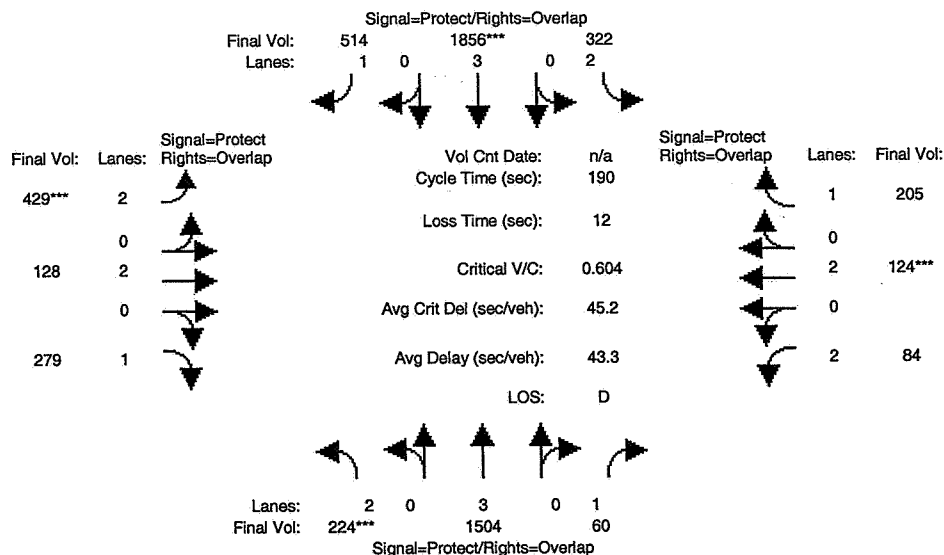 Signal=Protect/Rights=Overlap
Final Vol: 514 1856*** 322
Lanes: 1 0 3 0 2
Signal=Protect
Rights=Overlap
Final Vol: Lanes:
Vol Cnt Date: n/a
Cycle Time (sec): 190
Loss Time (sec): 12
Critical V/C: 0.604
Avg Crit Del (sec/veh): 45.2
Avg Delay (sec/veh): 43.3
LOS: D
Signal=Protect
Rights=Overlap
Lanes: Final Vol:
429*** 2
0
128 2
0
279 1
1 205
0
2 124***
0
2 84
Lanes: 2 0 3 0 1
Final Vol: 224*** 1504 60
Signal=Protect/Rights=Overlap